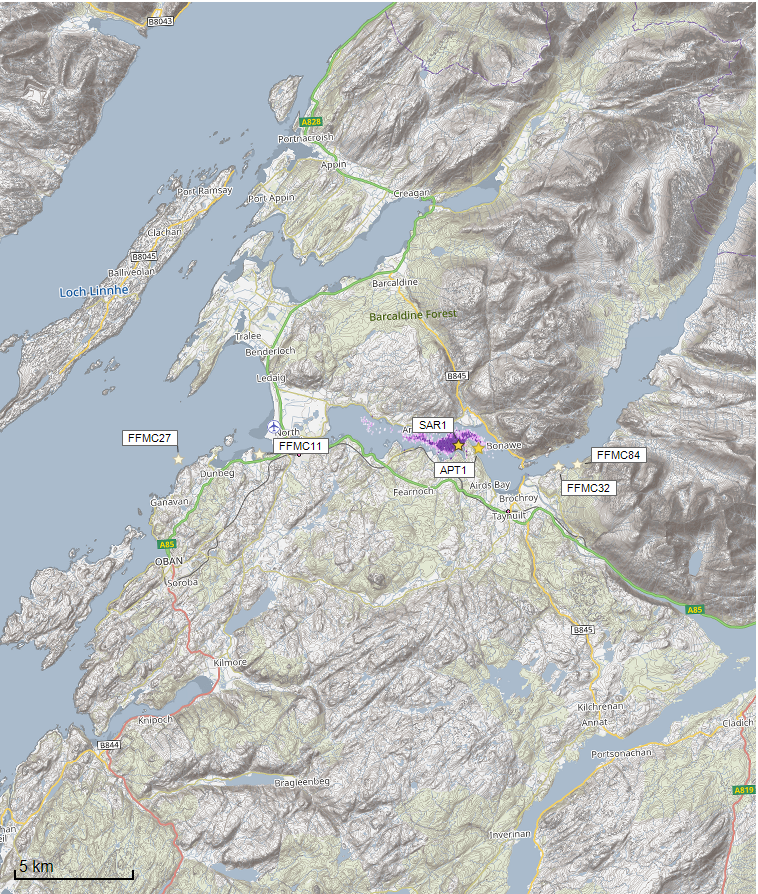 B8043
A828
Portnacroish
Appin
Port Ramsay
Creagan
Port Appin
Clachan
B8045
Balliveolan
Loch Linnhe
Barcaldine
Barcaldine Forest
Tralee
Benderloch
Ledaig
B845
SAR1
North
FFMC27
FFMC11
Bonawe
FFMC84
APT1
Dunbeg
Airds Bay
FFMC32
Fearnoch
Brochroy
Ganavan
Taynuilt
A85
OBAN
Soroba
A85
B845
Kilmore
Kilchrenan
Knipoch
Annat
Cladich
B844
Portsonachan
Bragleenbeg
A819
Inverinan
5 km